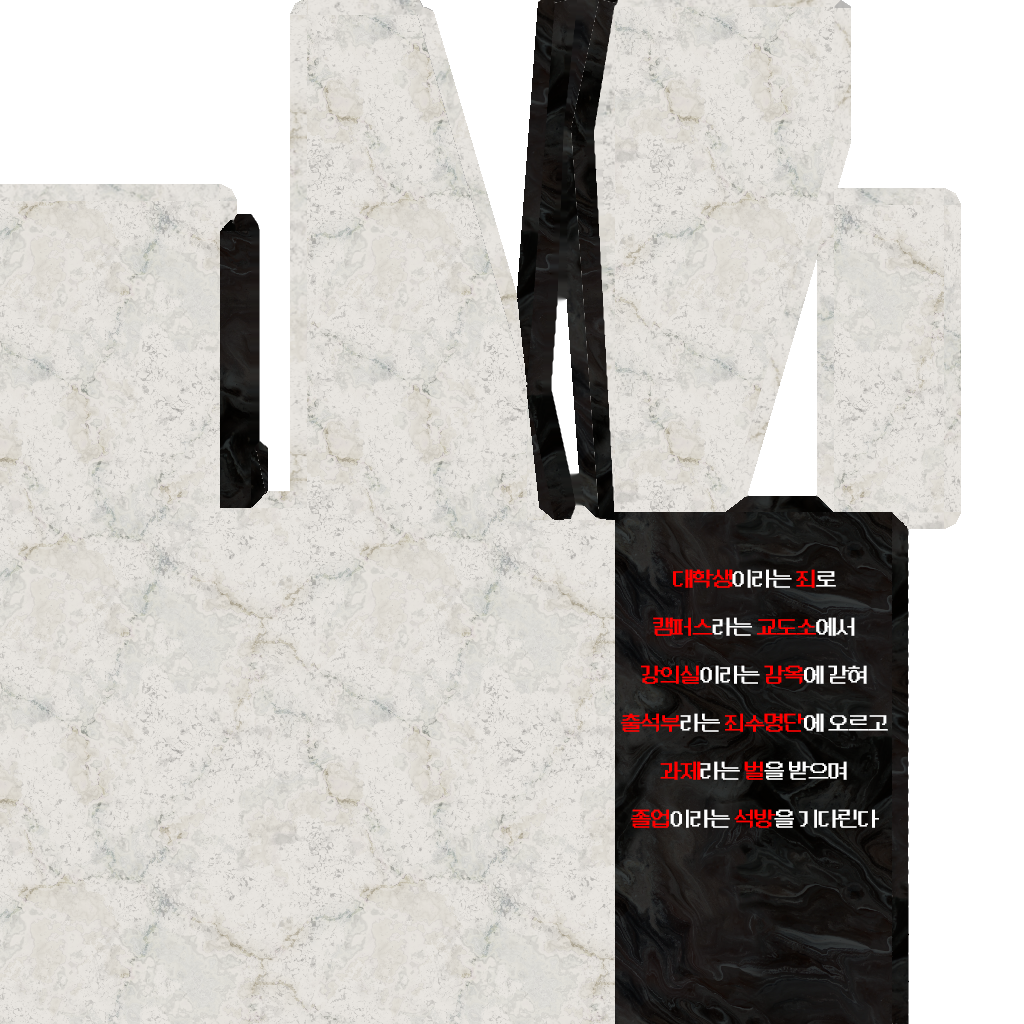 대학생이라는 죄로
캠퍼스라는 교도소에서
강의실이라는 감옥에 갇혀
출석부라는 죄수명단에 오르고
과제라는 벌을 받으며
졸업이라는 석방을 기다린다